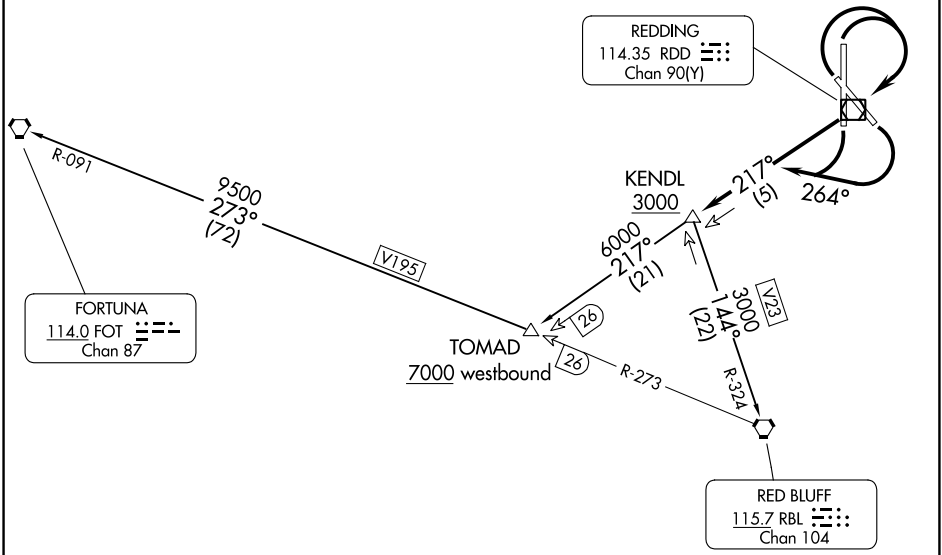 REDDING
114.35 RDD
Chan 90(Y)
R-091
9500
273°
(72)
KENDL
3000
217°
(5)
264°
6000
217°
(21)
V195
FORTUNA
114.0 FOT
Chan 87
26
TOMAD
7000 westbound
26
R-273
3000
144°
(22)
V23
R-324
RED BLUFF
115.7 RBL
Chan 104